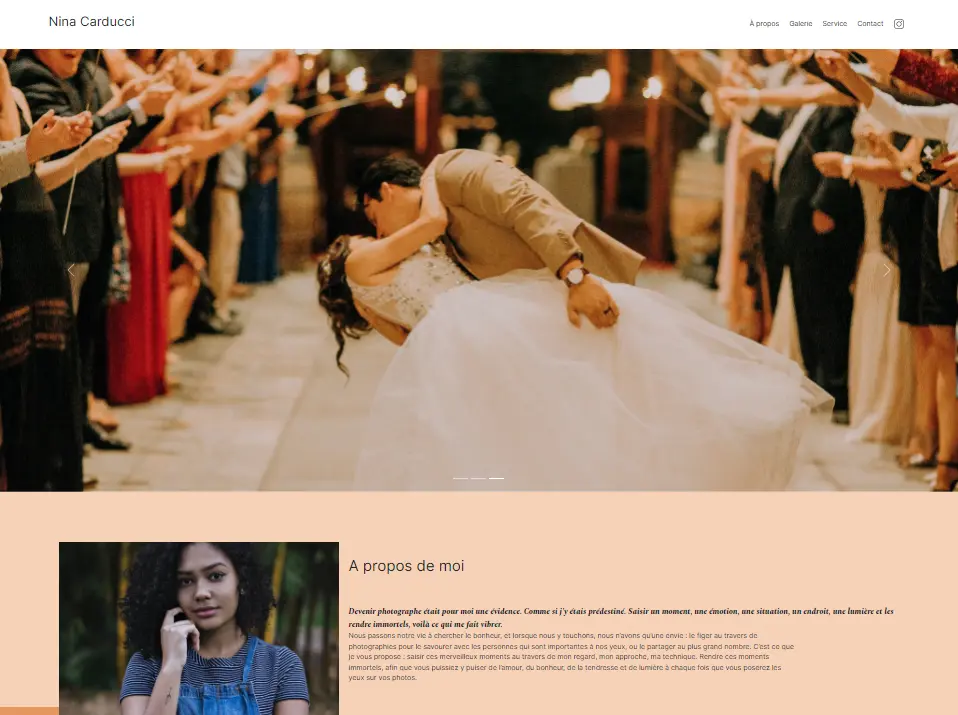 Nina Carducci
À propos Galerie Service Contact
A propos de moi
Devenir photographe était pour moi une évidence. Comme si j'y étais prédestiné. Saisir un moment, une émotion, une situation, un endroit, une lumière et les
rendre immortels, voilà ce qui me fait vibrer.
Nous passons notre vie à chercher le bonheur, et lorsque nous y touchons, nous n'avons qu'une envie : le figer au travers de
photographies pour le savourer avec les personnes qui sont importantes à nos yeux, ou le partager au plus grand nombre. C'est ce que
je vous propose : saisir ces merveilleux moments au travers de mon regard, mon approche, ma technique. Rendre ces moments
immortels, afin que vous puissiez y puiser de l'amour, du bonheur, de la tendresse et de lumière à chaque fois que vous poserez les
yeux sur vos photos.